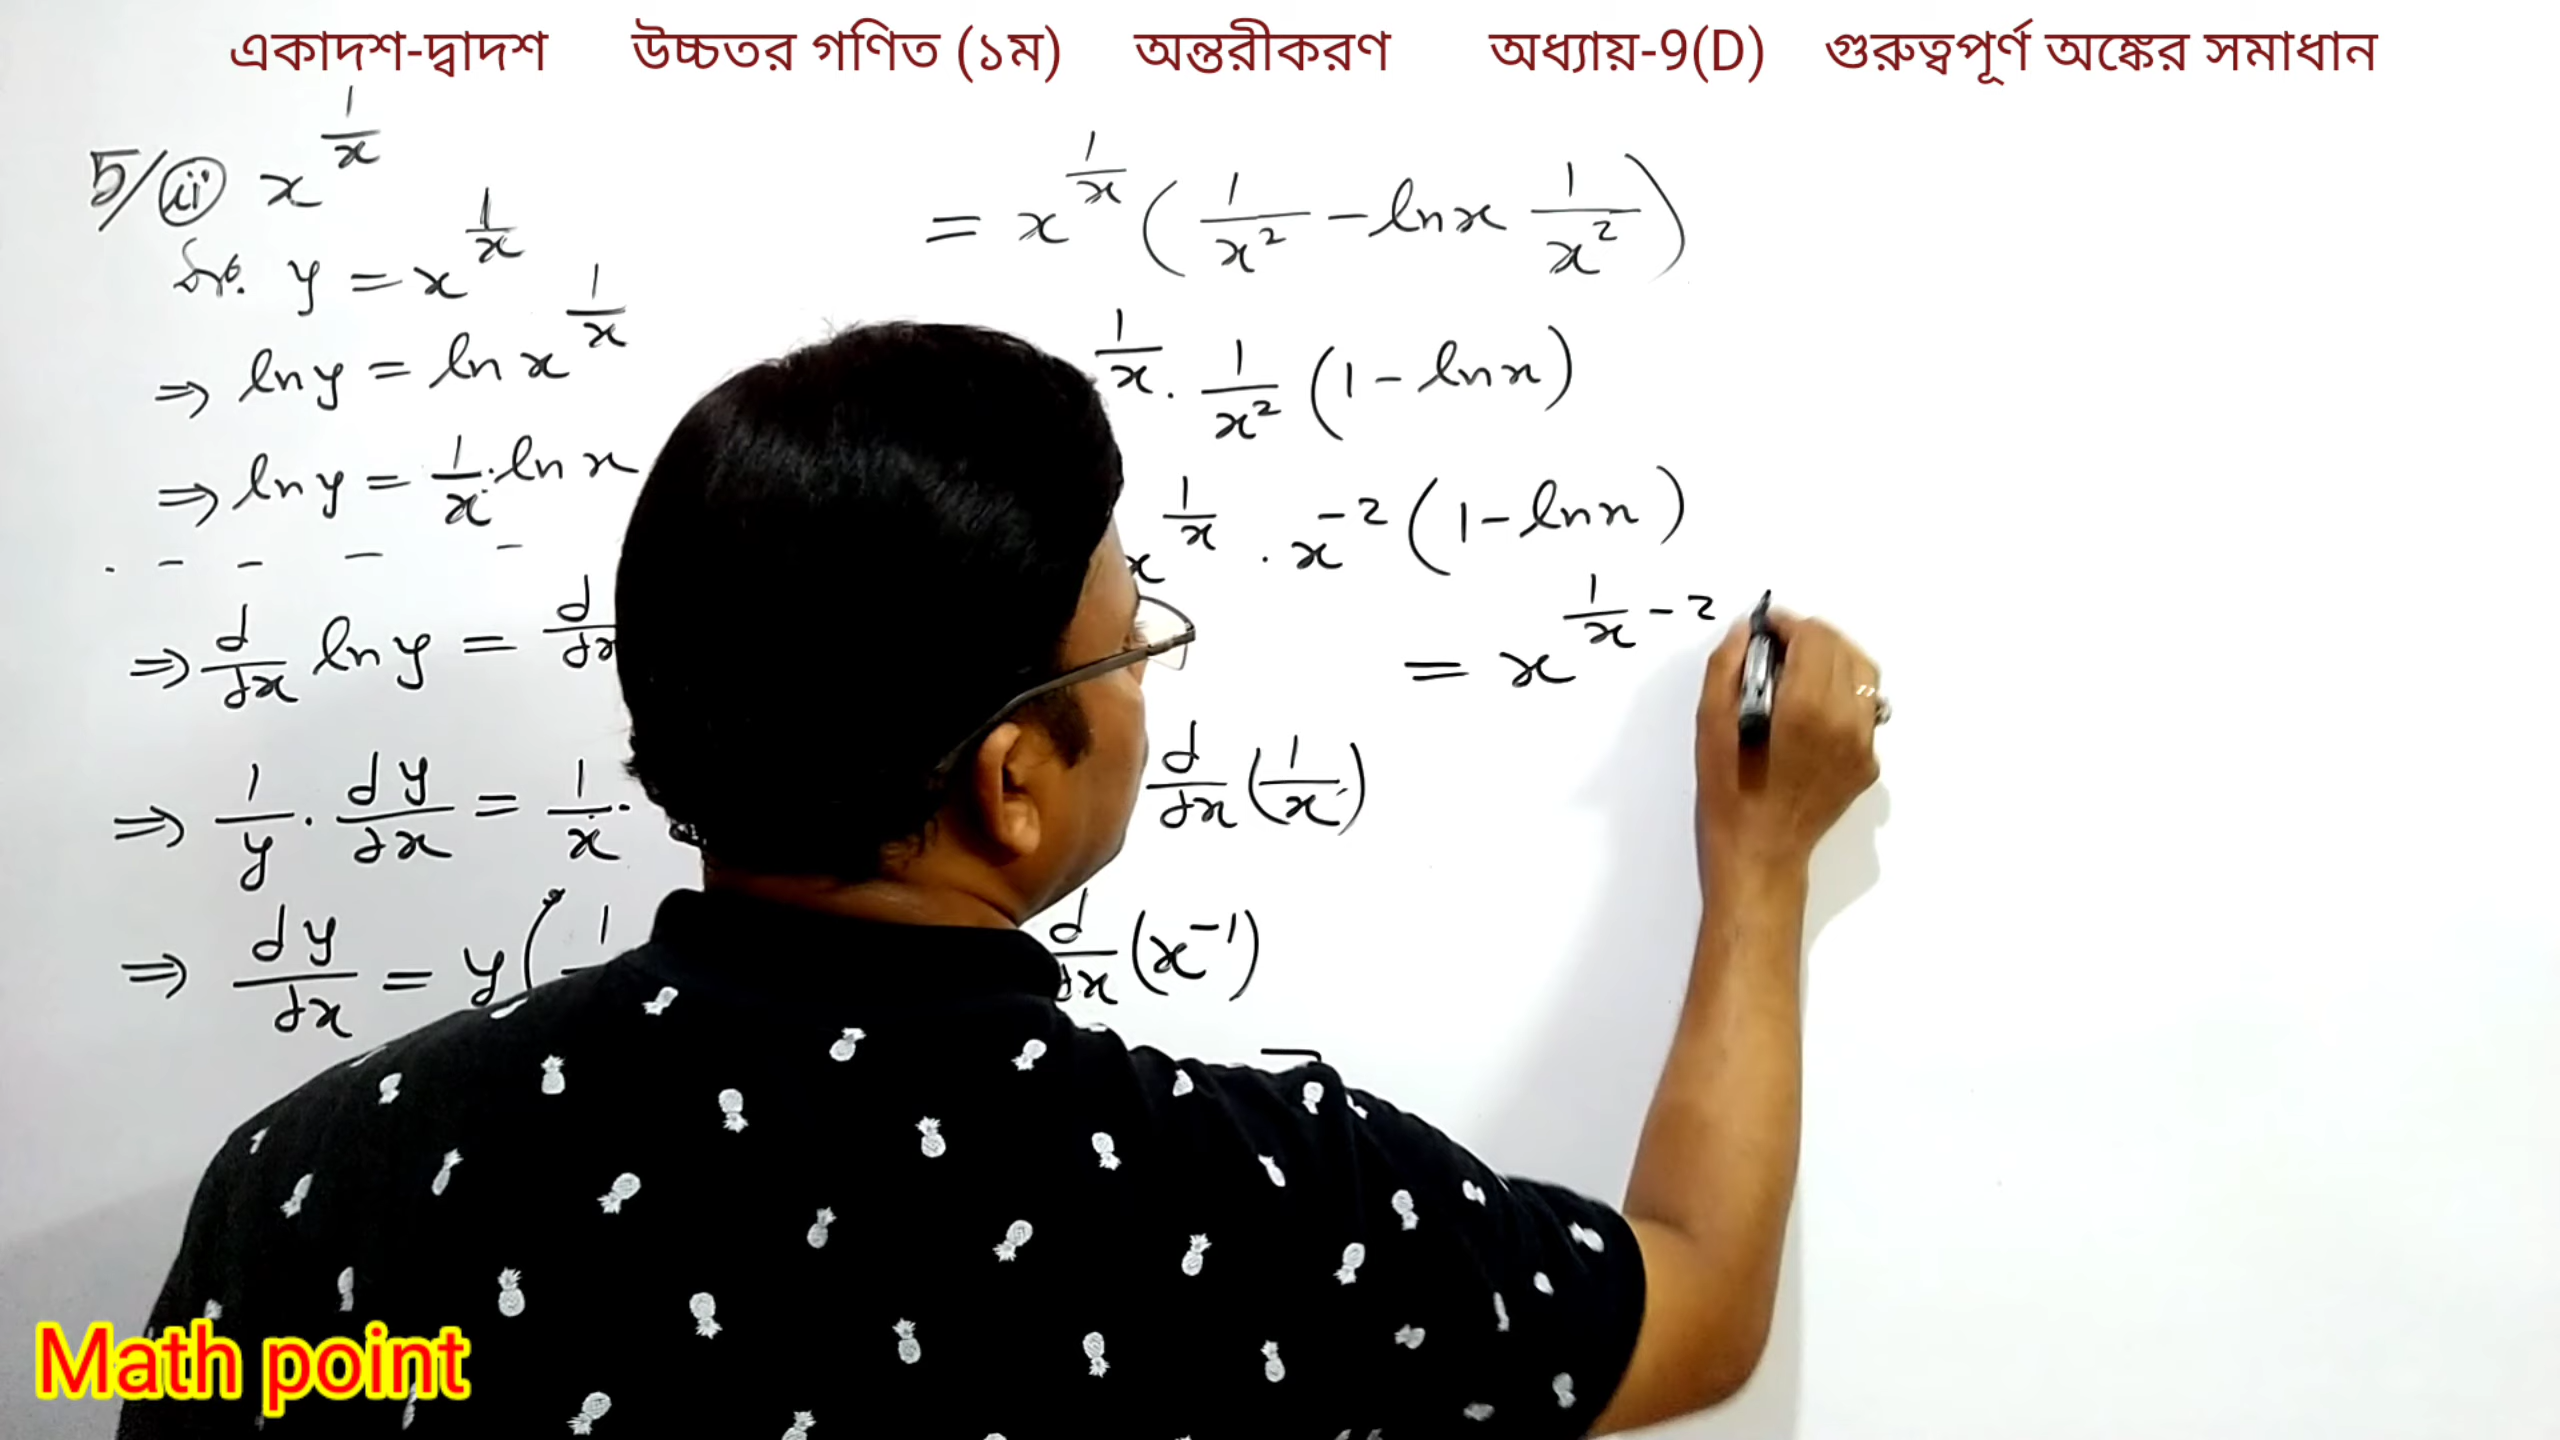 একাদশ-দ্বাদশ উচ্চতর গণিত (১ম) অন্তরীকরণ অধ্যায়-9(D) গুরুত্বপূর্ণ অঙ্কের সমাধান
5/(ii) x^(1/x)
y = x^(1/x)
⇒ ln y = ln x^(1/x)
⇒ ln y = 1/x · ln x
⇒ d/dx ln y = d/dx
⇒ 1/y · dy/dx = 1/x ·
⇒ dy/dx = y(1
= x^(1/x) (1/x² - ln x 1/x²)
1/x · 1/x² (1 - ln x)
x^(1/x) · x^(-2) (1 - ln x)
= x^(1/x - 2)
d/dx (1/x)
d/dx (x^(-1))
Math point